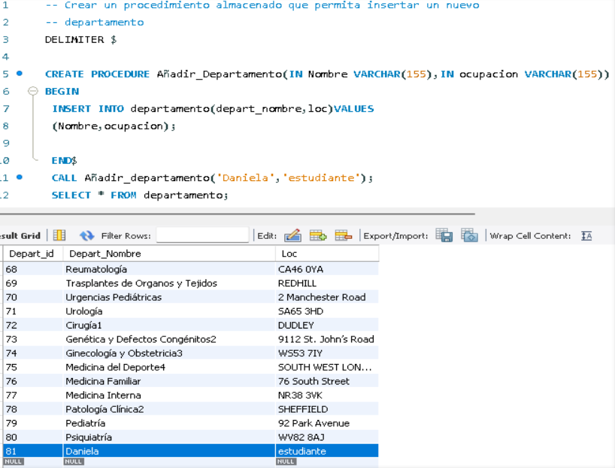 1 -- Crear un procedimiento almacenado que permita insertar un nuevo
2 -- departamento
3 DELIMITER $
4
5 CREATE PROCEDURE Añadir_Departamento(IN Nombre VARCHAR(155),IN ocupacion VARCHAR(155))
6 BEGIN
7 INSERT INTO departamento(depart_nombre,loc)VALUES
8 (Nombre,ocupacion);
9
0 END$
1 CALL Añadir_departamento('Daniela','estudiante');
2 SELECT * FROM departamento;
sult Grid Filter Rows: Edit: Export/Import: Wrap Cell Content: IA
Depart_id Depart_Nombre Loc
68 Reumatología CA46 0YA
69 Trasplantes de Organos y Tejidos REDHILL
70 Urgencias Pediátricas 2 Manchester Road
71 Urología SA65 3HD
72 Cirugía1 DUDLEY
73 Genética y Defectos Congénitos2 9112 St. John's Road
74 Ginecología y Obstetricia3 WS53 7IY
75 Medicina del Deporte4 SOUTH WEST LON...
76 Medicina Familiar 76 South Street
77 Medicina Interna NR38 3VK
78 Patología Clínica2 SHEFFIELD
79 Pediatría 92 Park Avenue
80 Psiquiatría WV82 8AJ
81 Daniela estudiante
NULL NULL NULL